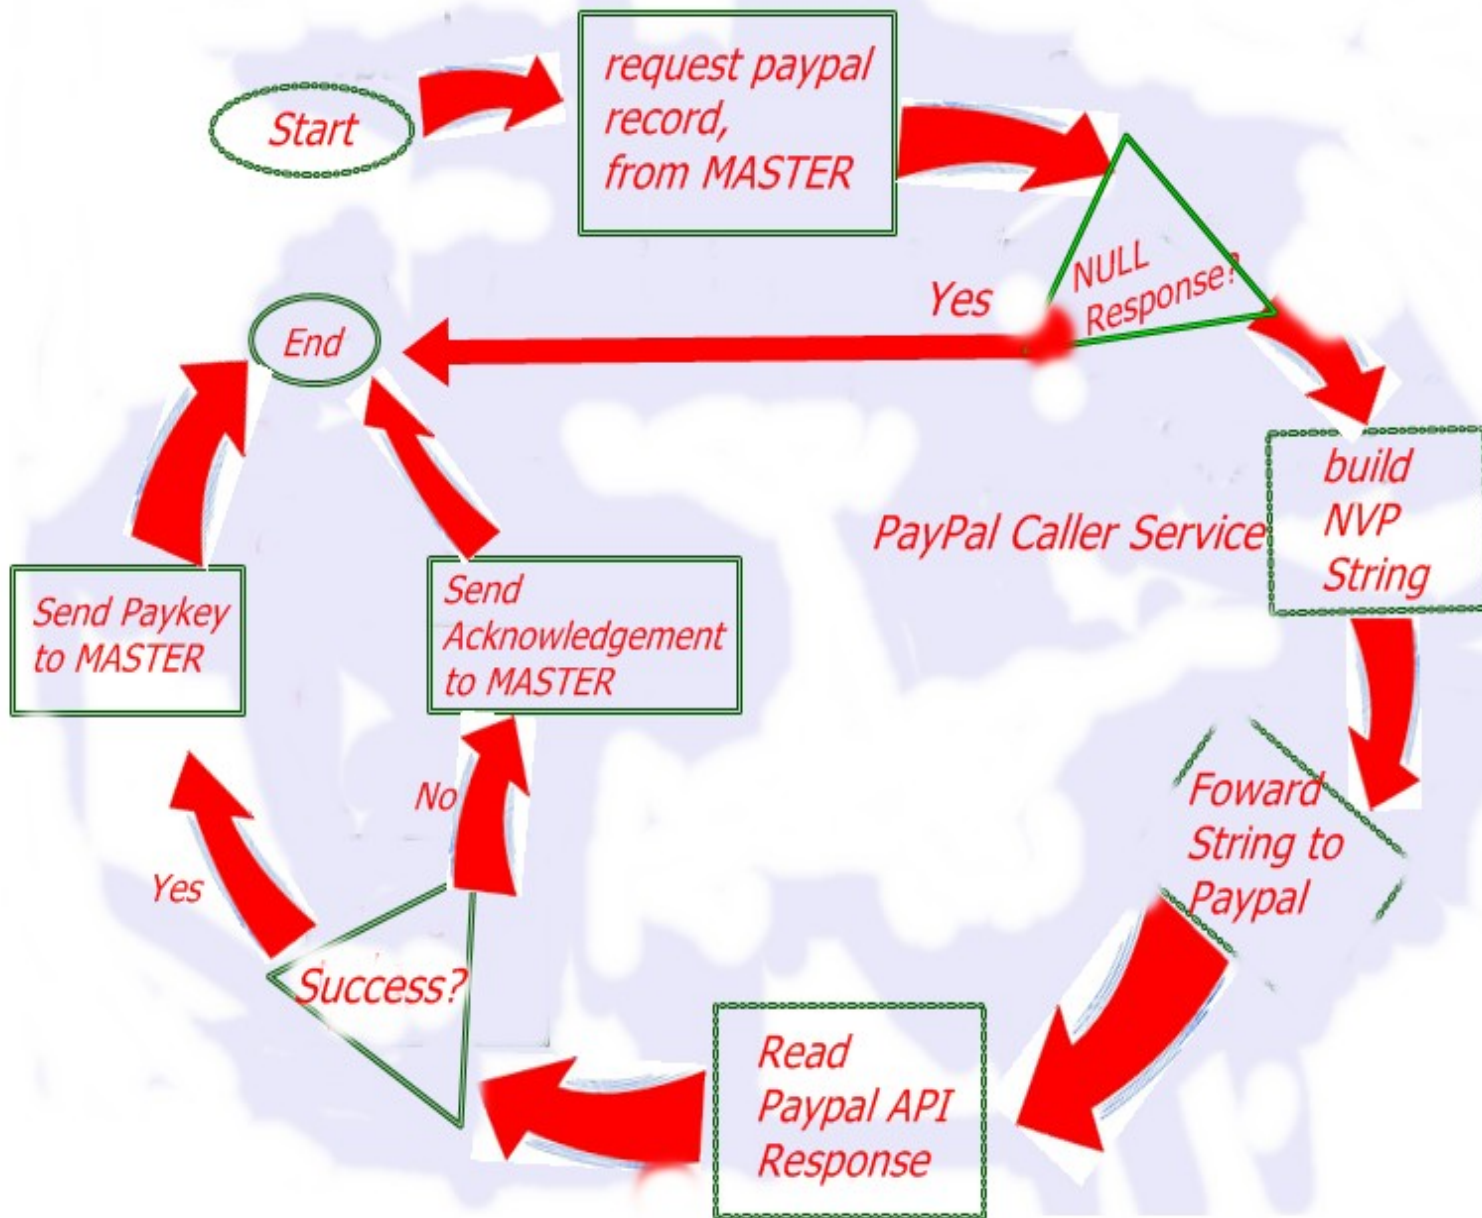 Start
request paypal
record,
from MASTER
NULL
Response?
Yes
End
build
NVP
String
PayPal Caller Service
Foward
String to
Paypal
Read
Paypal API
Response
Success?
No
Yes
Send
Acknowledgement
to MASTER
Send Paykey
to MASTER